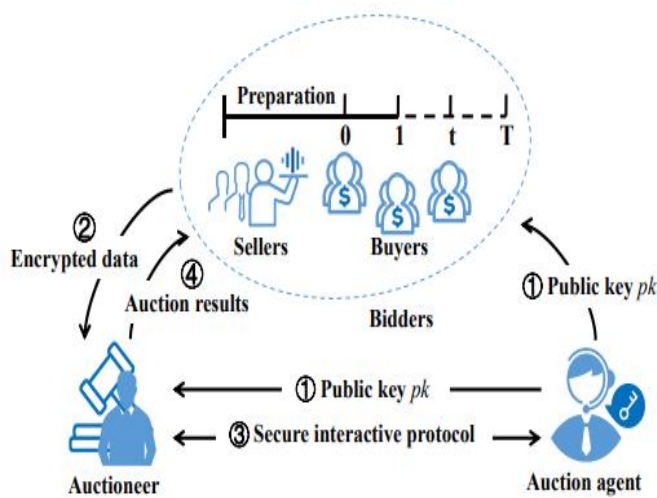 Preparation
0 1 t T
$ $ $
Sellers Buyers
②
Encrypted data
④
Auction results
① Public key pk
Bidders
① Public key pk
③ Secure interactive protocol
Auctioneer
Auction agent